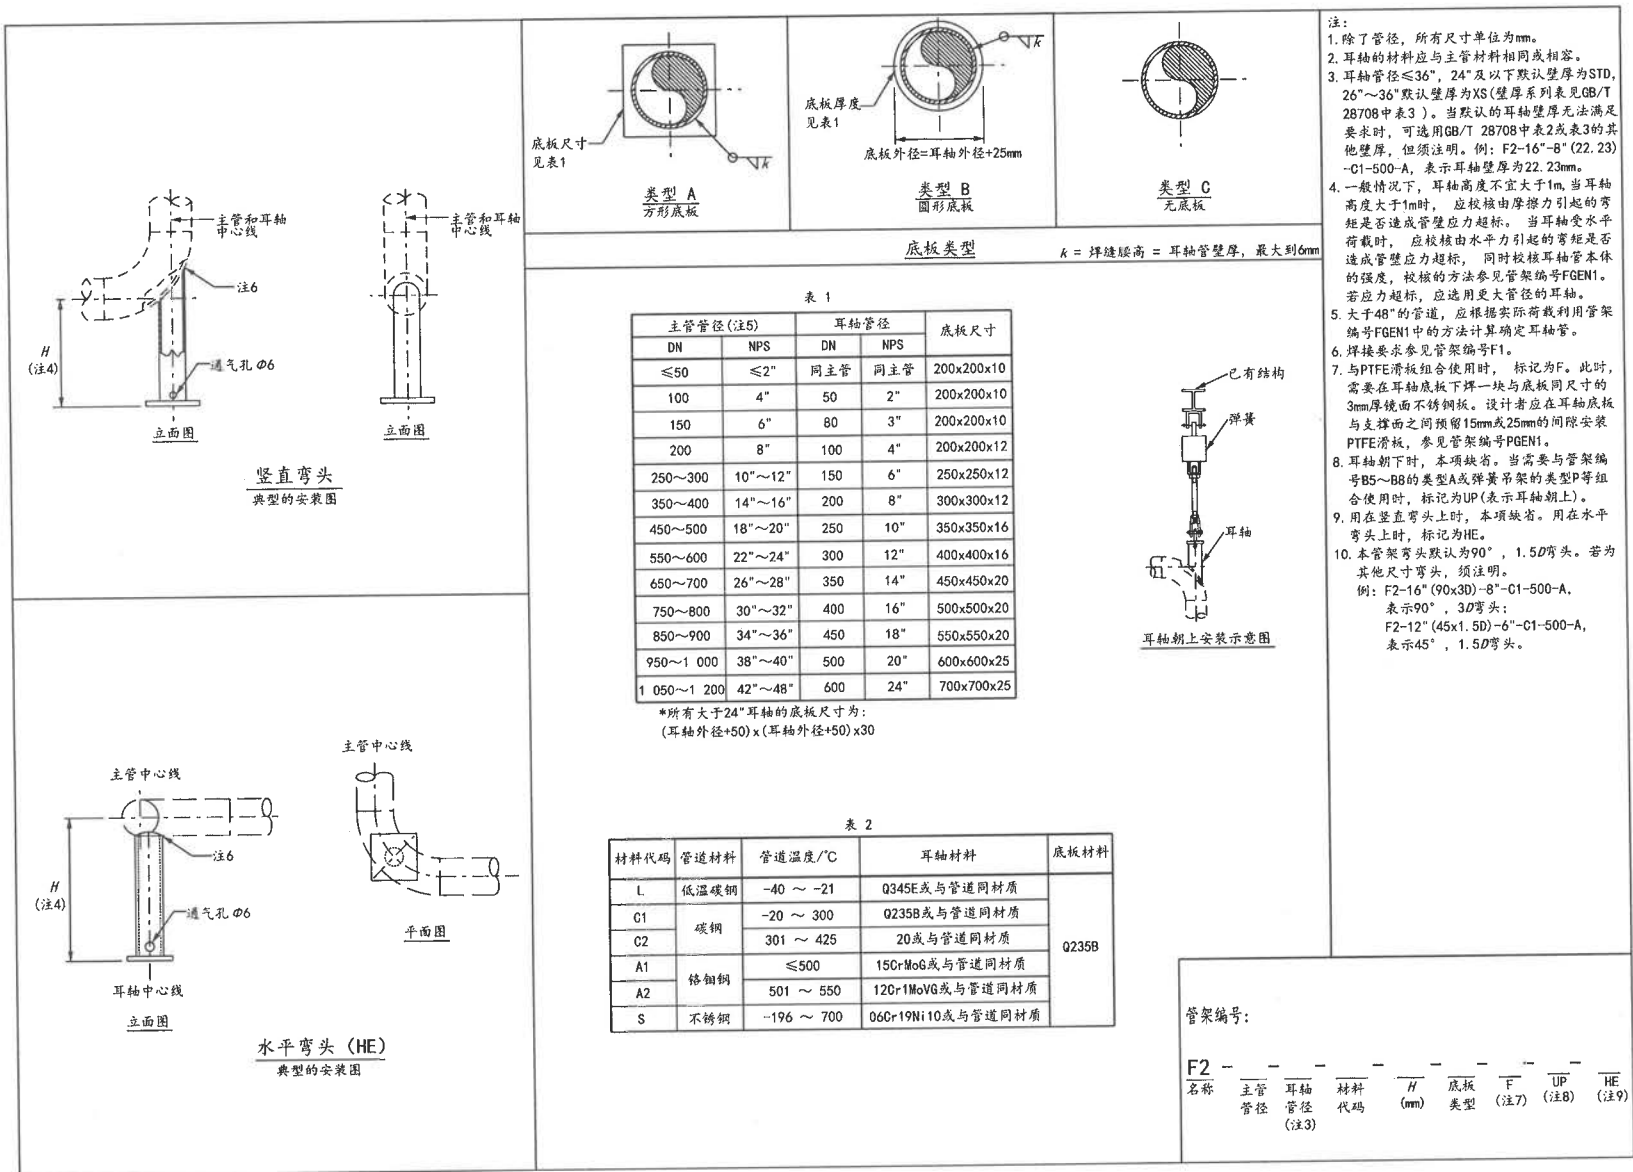 主管和耳轴
中心线
注6
H
(注4)
通气孔 Φ6
立面图
主管和耳轴
中心线
立面图
竖直弯头
典型的安装图
主管中心线
注6
H
(注4)
通气孔 Φ6
耳轴中心线
立面图
主管中心线
平面图
水平弯头 (HE)
典型的安装图
底板尺寸
见表1
k
类型 A
方形底板
底板厚度
见表1
k
底板外径=耳轴外径+25mm
类型 B
圆形底板
类型 C
无底板
底板类型
k = 焊缝腰高 = 耳轴管壁厚, 最大到6mm
表 1
主管管径(注5) 耳轴管径 底板尺寸
DN NPS DN NPS
≤50 ≤2" 同主管 同主管 200x200x10
100 4" 50 2" 200x200x10
150 6" 80 3" 200x200x10
200 8" 100 4" 200x200x12
250～300 10"～12" 150 6" 250x250x12
350～400 14"～16" 200 8" 300x300x12
450～500 18"～20" 250 10" 350x350x16
550～600 22"～24" 300 12" 400x400x16
650～700 26"～28" 350 14" 450x450x20
750～800 30"～32" 400 16" 500x500x20
850～900 34"～36" 450 18" 550x550x20
950～1 000 38"～40" 500 20" 600x600x25
1 050～1 200 42"～48" 600 24" 700x700x25
*所有大于24"耳轴的底板尺寸为:
(耳轴外径+50)x(耳轴外径+50)x30
已有结构
弹簧
耳轴
耳轴朝上安装示意图
表 2
材料代码 管道材料 管道温度/℃ 耳轴材料 底板材料
L 低温碳钢 -40 ～ -21 Q345E或与管道同材质 Q235B
C1 碳钢 -20 ～ 300 Q235B或与管道同材质
C2 301 ～ 425 20或与管道同材质
A1 铬钼钢 ≤500 15CrMoG或与管道同材质
A2 501 ～ 550 12Cr1MoVG或与管道同材质
S 不锈钢 -196 ～ 700 06Cr19Ni10或与管道同材质
注:
1. 除了管径, 所有尺寸单位为mm。
2. 耳轴的材料应与主管材料相同或相容。
3. 耳轴管径≤36", 24"及以下默认壁厚为STD,
26"～36"默认壁厚为XS(壁厚系列表见GB/T
28708中表3 )。当默认的耳轴壁厚无法满足
要求时, 可选用GB/T 28708中表2或表3的其
他壁厚, 但须注明。例: F2-16"-8"(22.23)
-C1-500-A, 表示耳轴壁厚为22.23mm。
4. 一般情况下, 耳轴高度不宜大于1m,当耳轴
高度大于1m时, 应校核由摩擦力引起的弯
矩是否造成管壁应力超标。 当耳轴受水平
荷载时, 应校核由水平力引起的弯矩是否
造成管壁应力超标, 同时校核耳轴管本体
的强度, 校核的方法参见管架编号FGEN1。
若应力超标, 应选用更大管径的耳轴。
5. 大于48"的管道, 应根据实际荷载利用管架
编号FGEN1中的方法计算确定耳轴管。
6. 焊接要求参见管架编号F1。
7. 与PTFE滑板组合使用时, 标记为F。此时,
需要在耳轴底板下焊一块与底板同尺寸的
3mm厚镜面不锈钢板。设计者应在耳轴底板
与支撑面之间预留15mm或25mm的间隙安装
PTFE滑板, 参见管架编号PGEN1。
8. 耳轴朝下时, 本项缺省。当需要与管架编
号B5～B8的类型A或弹簧吊架的类型P等组
合使用时, 标记为UP(表示耳轴朝上)。
9. 用在竖直弯头上时, 本项缺省。用在水平
弯头上时, 标记为HE。
10. 本管架弯头默认为90°, 1.5D弯头。若为
其他尺寸弯头, 须注明。
例: F2-16"(90x3D)-8"-C1-500-A,
表示90°, 3D弯头;
F2-12"(45x1.5D)-6"-C1-500-A,
表示45°, 1.5D弯头。
管架编号:
F2 - - - - - - - -
名称 主管 耳轴 材料 H 底板 F UP HE
管径 管径 代码 (mm) 类型 (注7) (注8) (注9)
(注3)